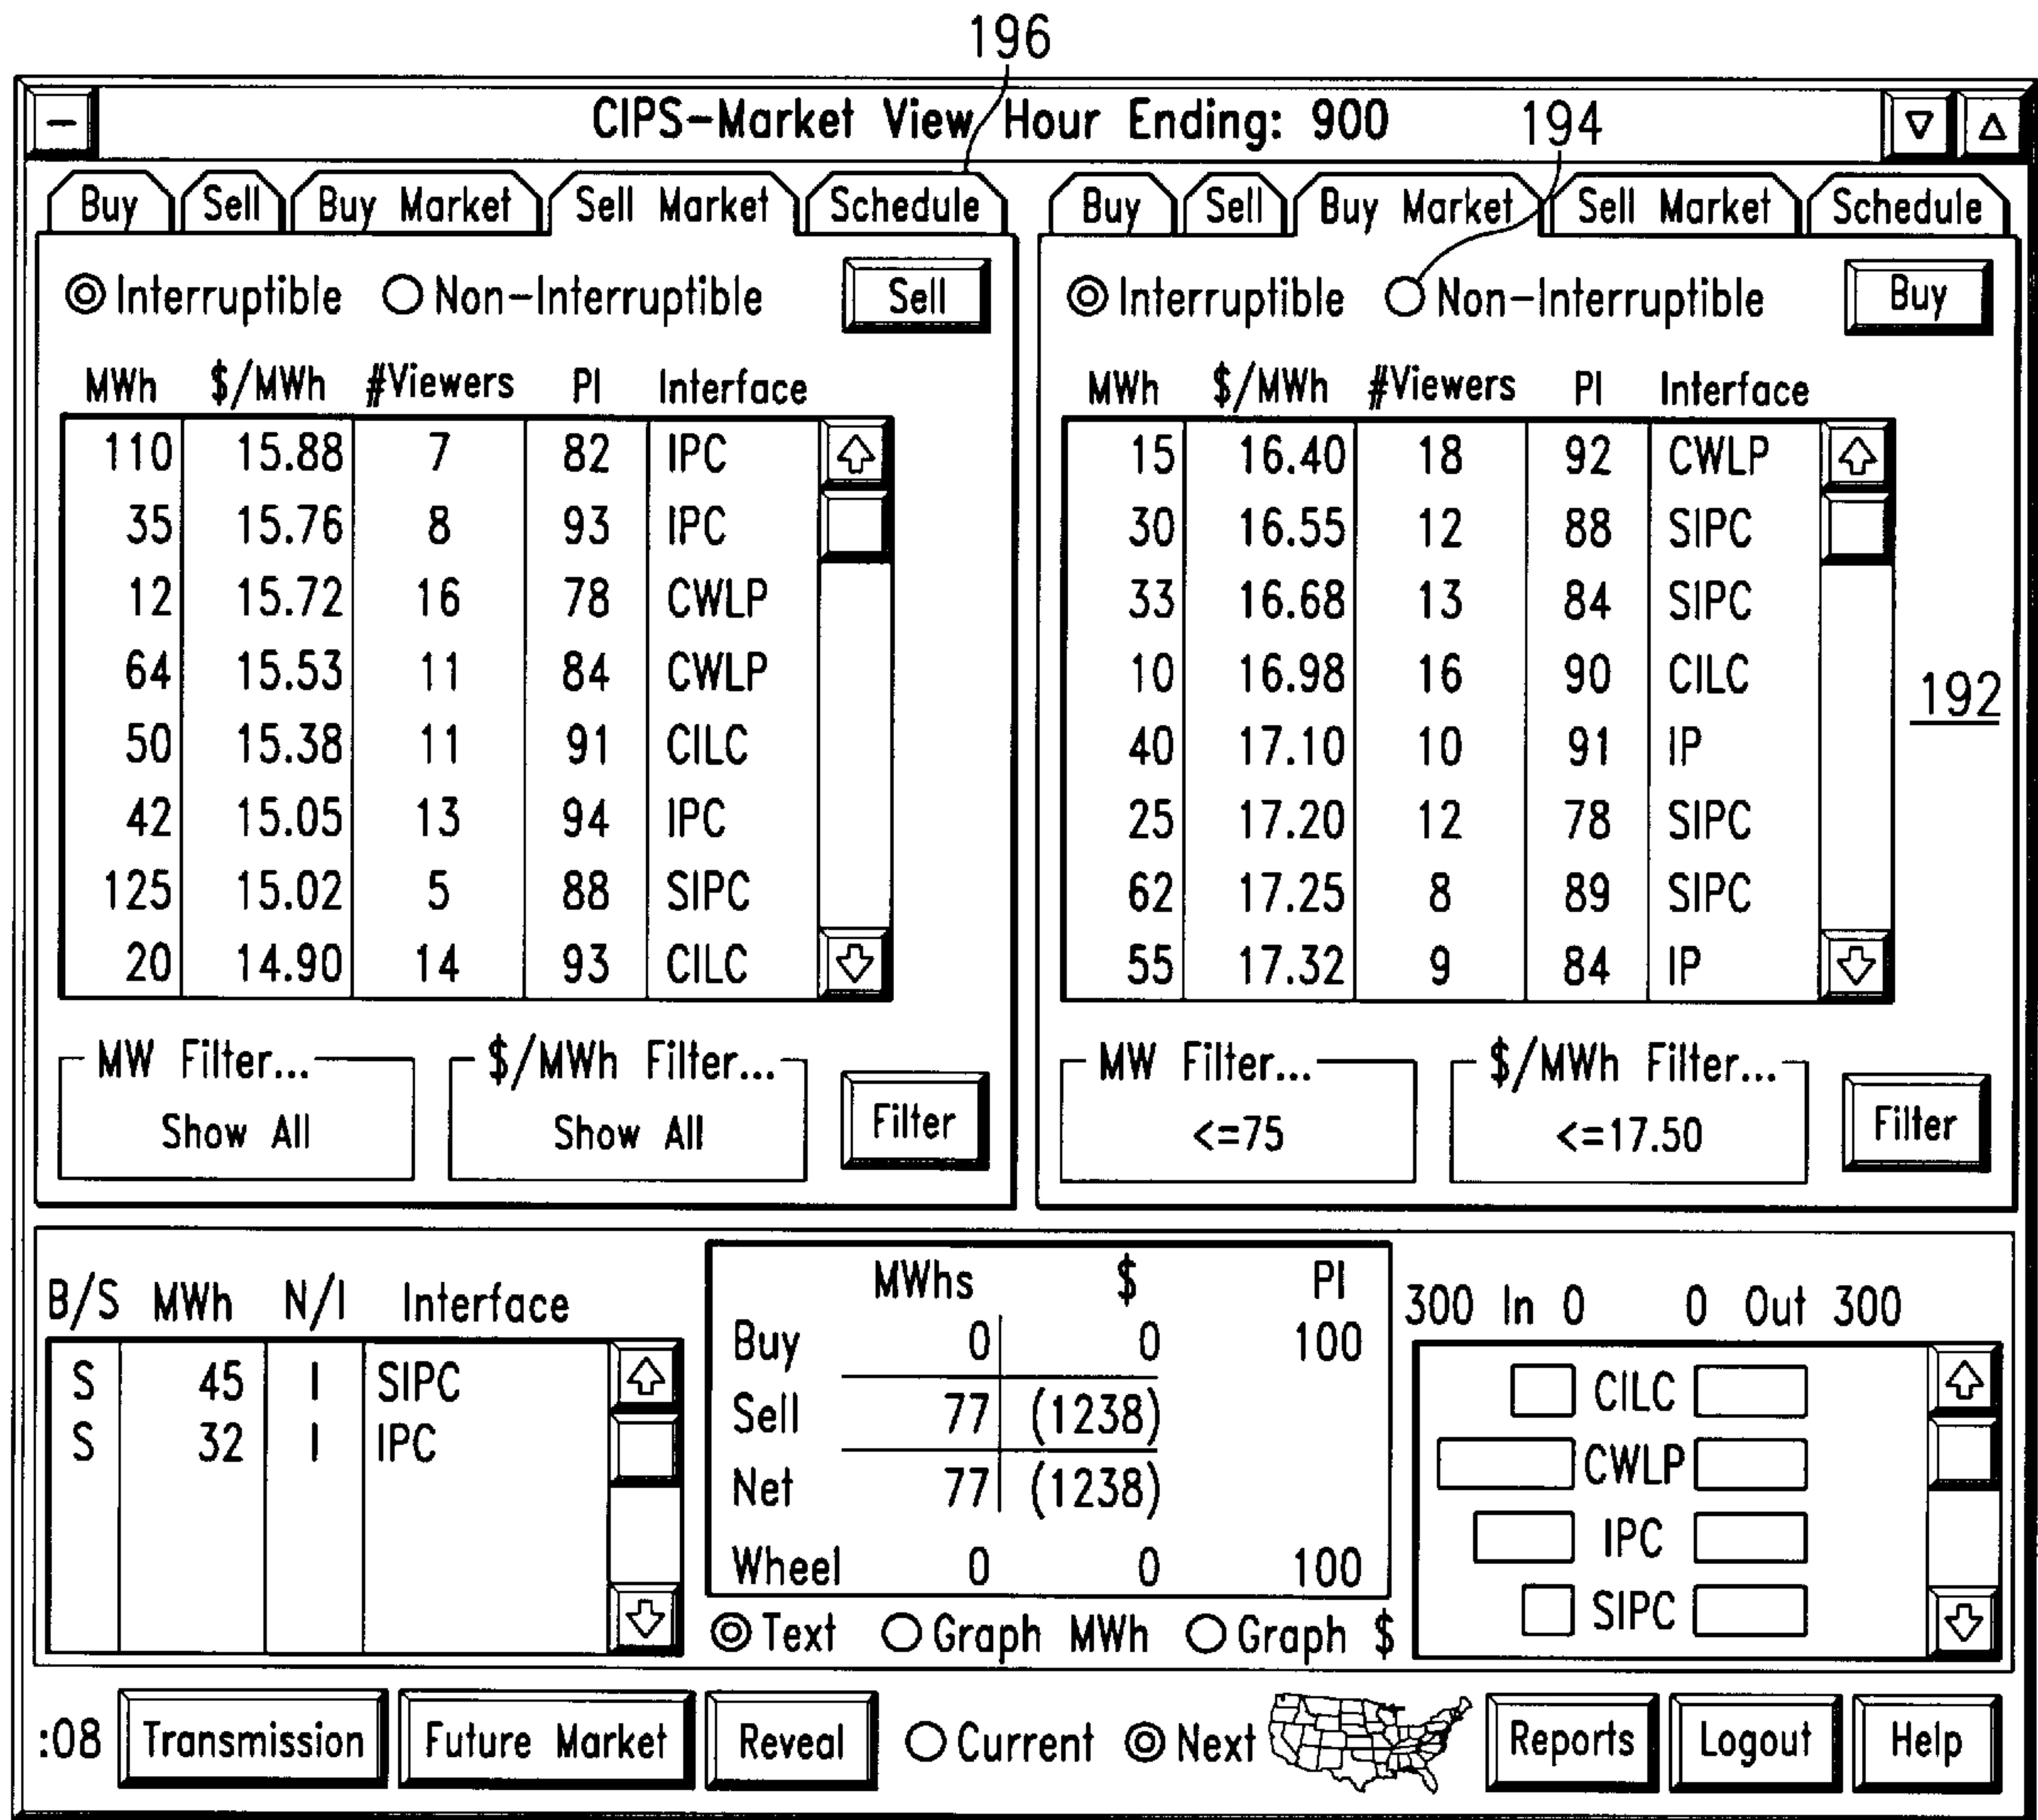 196
CIPS-Market View Hour Ending: 900
194
Buy Sell Buy Market Sell Market Schedule
Interruptible Non-Interruptible Sell
MWh $/MWh #Viewers PI Interface
110 15.88 7 82 IPC
35 15.76 8 93 IPC
12 15.72 16 78 CWLP
64 15.53 11 84 CWLP
50 15.38 11 91 CILC
42 15.05 13 94 IPC
125 15.02 5 88 SIPC
20 14.90 14 93 CILC
MW Filter... $/MWh Filter...
Show All Show All Filter
Buy Sell Buy Market Sell Market Schedule
Interruptible Non-Interruptible Buy
MWh $/MWh #Viewers PI Interface
15 16.40 18 92 CWLP
30 16.55 12 88 SIPC
33 16.68 13 84 SIPC
10 16.98 16 90 CILC
40 17.10 10 91 IP
25 17.20 12 78 SIPC
62 17.25 8 89 SIPC
55 17.32 9 84 IP
192
MW Filter... $/MWh Filter...
<=75 <=17.50 Filter
B/S MWh N/I Interface
S 45 I SIPC
S 32 I IPC
MWhs $ PI
Buy 0 0 100
Sell 77 (1238)
Net 77 (1238)
Wheel 0 0 100
Text Graph MWh Graph $
300 In 0 0 Out 300
CILC
CWLP
IPC
SIPC
:08 Transmission Future Market Reveal Current Next Reports Logout Help